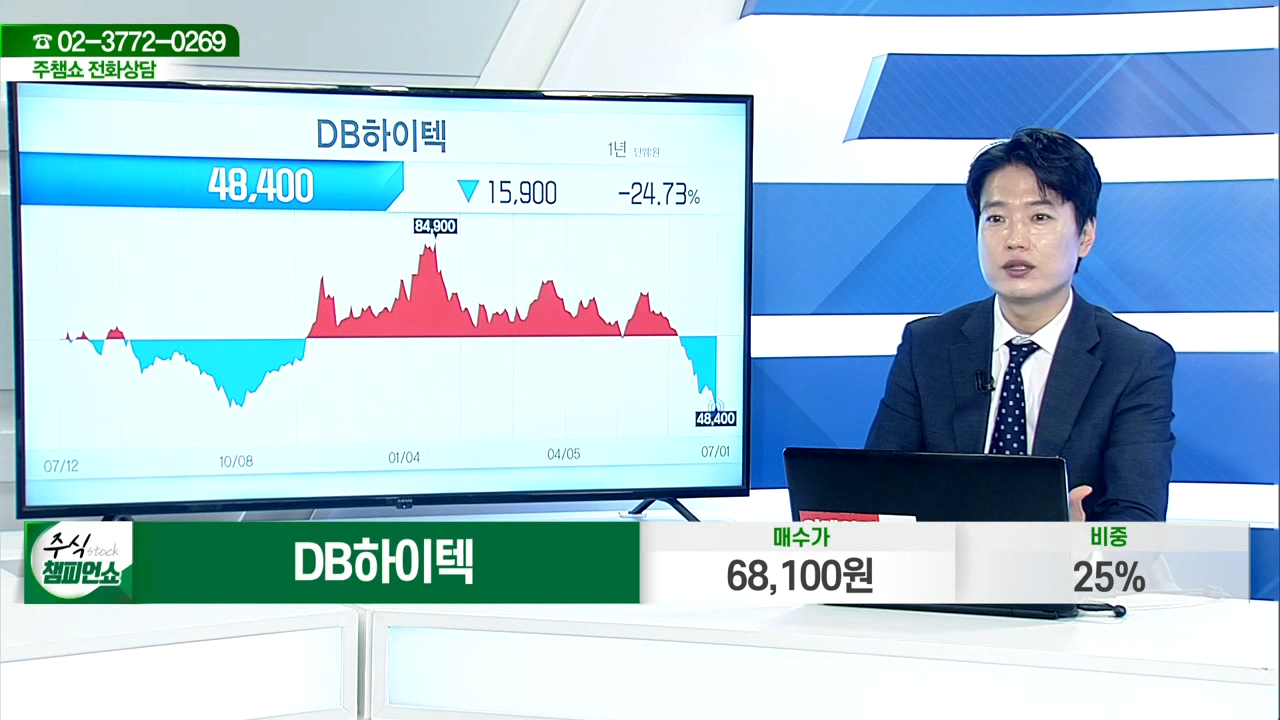 ☎ 02-3772-0269
주챔쇼 전화상담
DB하이텍
1년 단위:원
48,400 ▼ 15,900 -24.73%
84,900
48,400
07/12 10/08 01/04 04/05 07/01
주식 stock
챔피언쇼
DB하이텍
매수가 비중
68,100원 25%